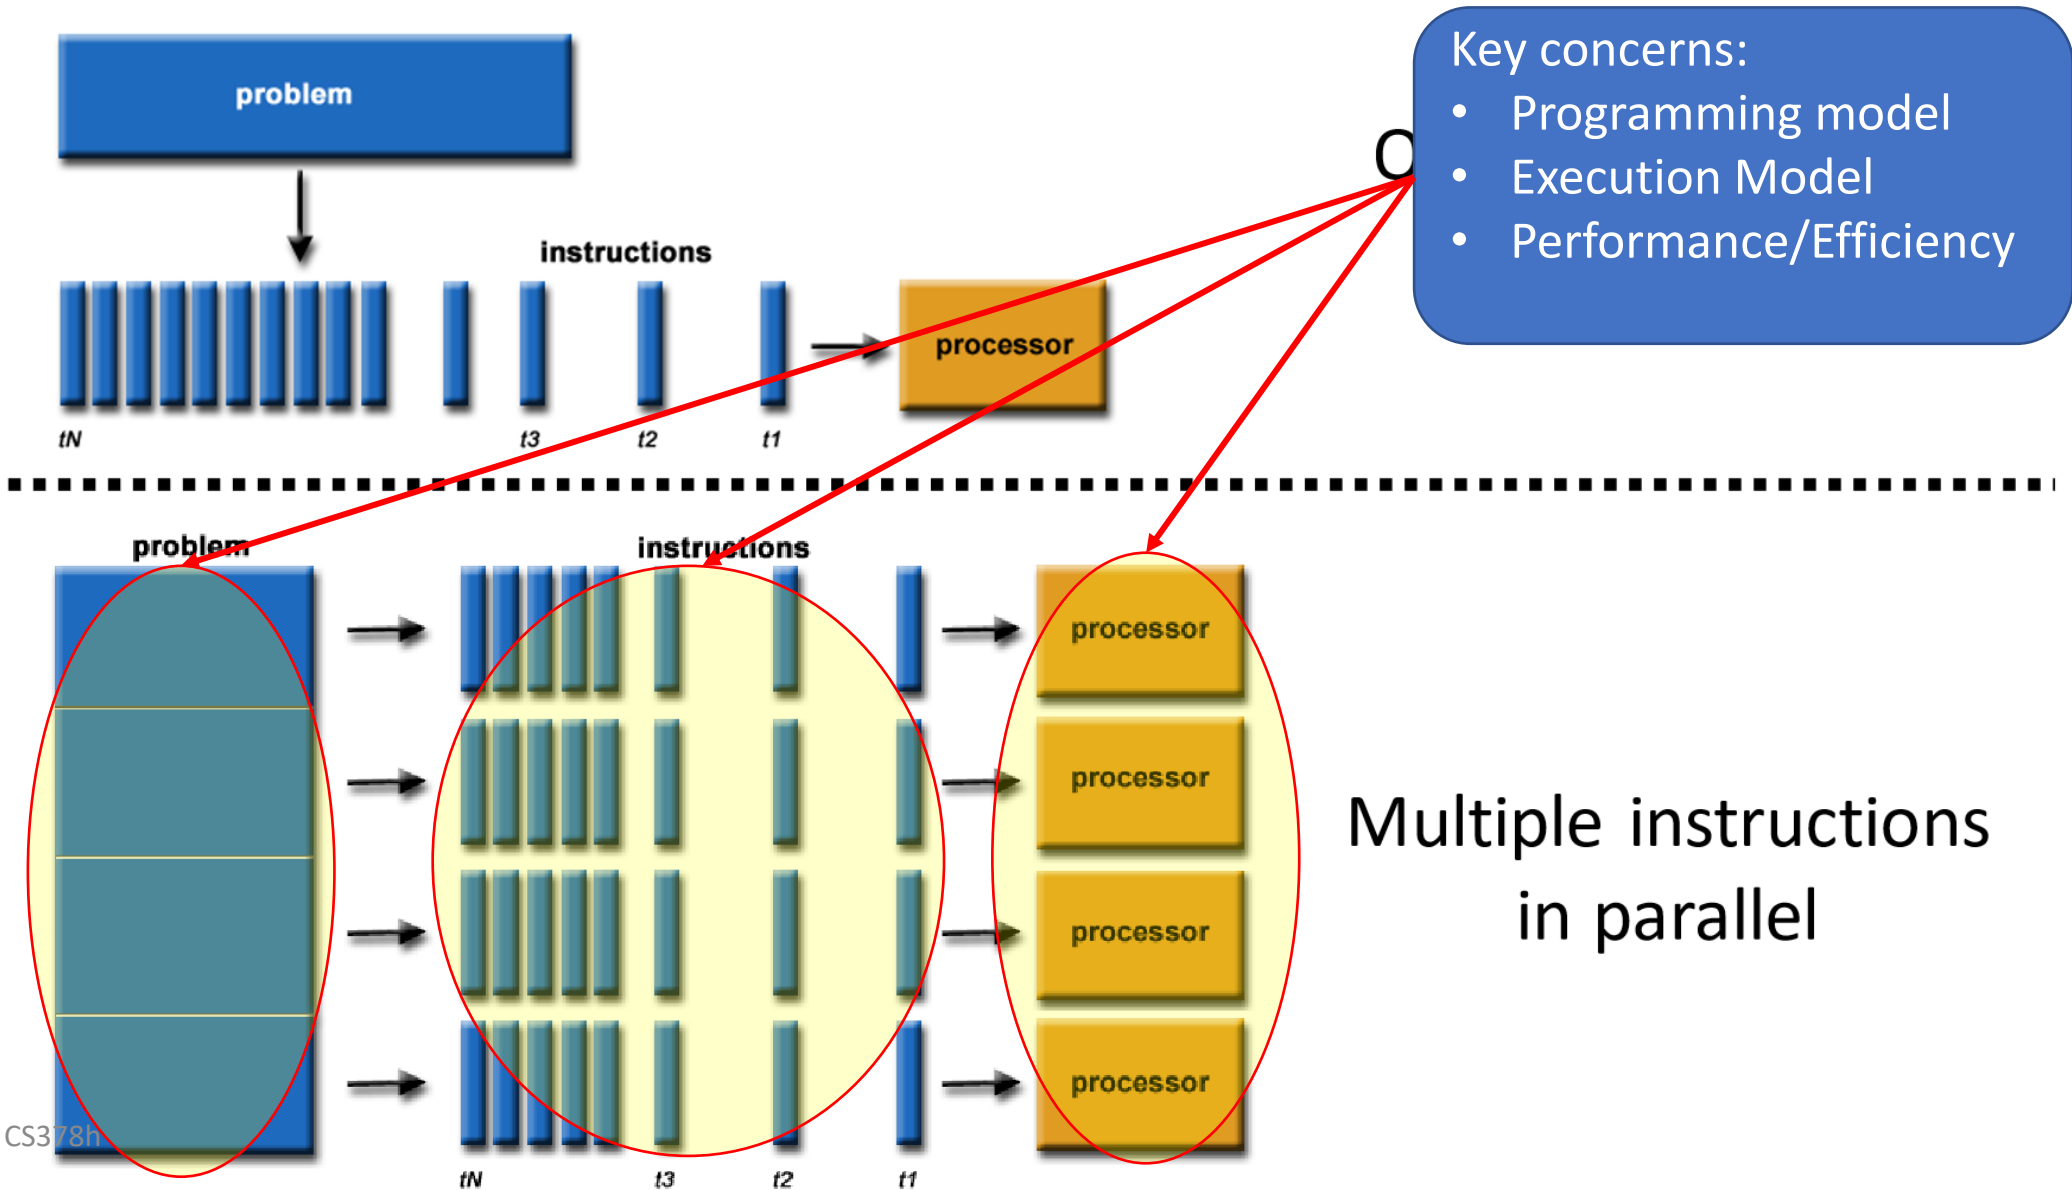 problem
Key concerns:
• Programming model
• Execution Model
• Performance/Efficiency
O
instructions
processor
tN t3 t2 t1
problem instructions
processor
processor
Multiple instructions
in parallel
processor
processor
CS378h
tN t3 t2 t1